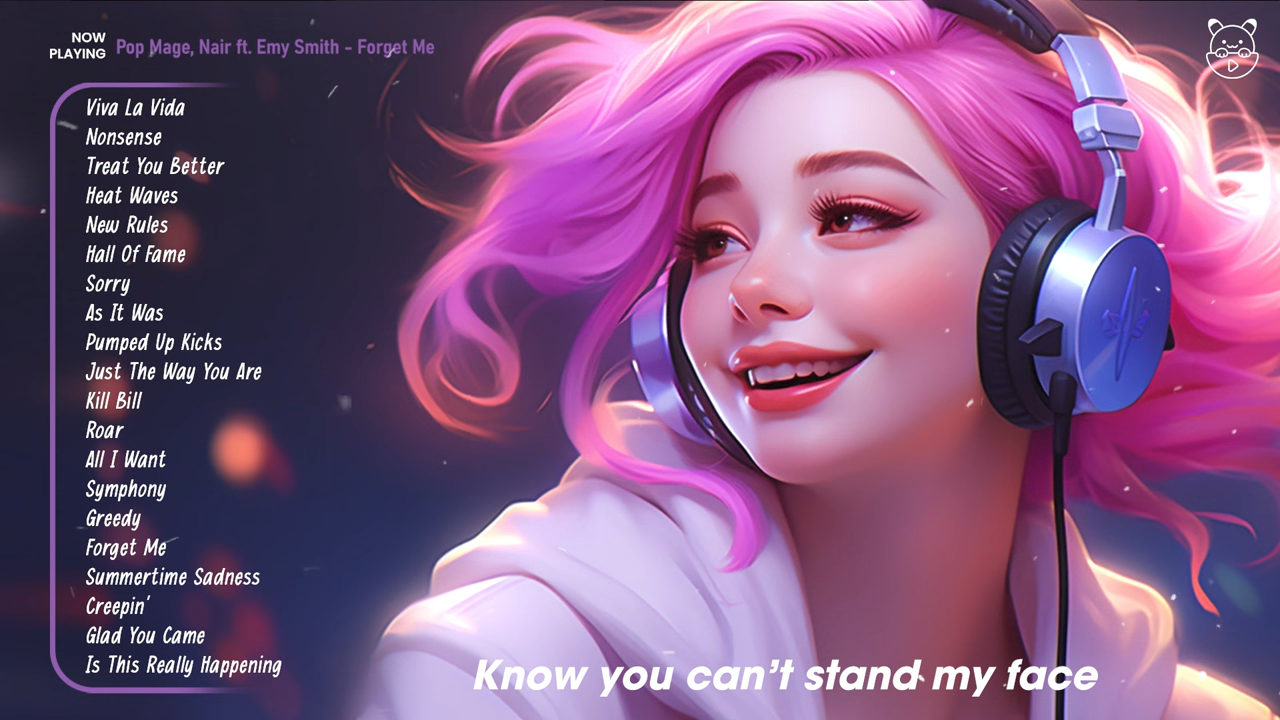 NOW
PLAYING
Pop Mage, Nair ft. Emy Smith - Forget Me
Viva La Vida
Nonsense
Treat You Better
Heat Waves
New Rules
Hall Of Fame
Sorry
As It Was
Pumped Up Kicks
Just The Way You Are
Kill Bill
Roar
All I Want
Symphony
Greedy
Forget Me
Summertime Sadness
Creepin'
Glad You Came
Is This Really Happening
Know you can't stand my face